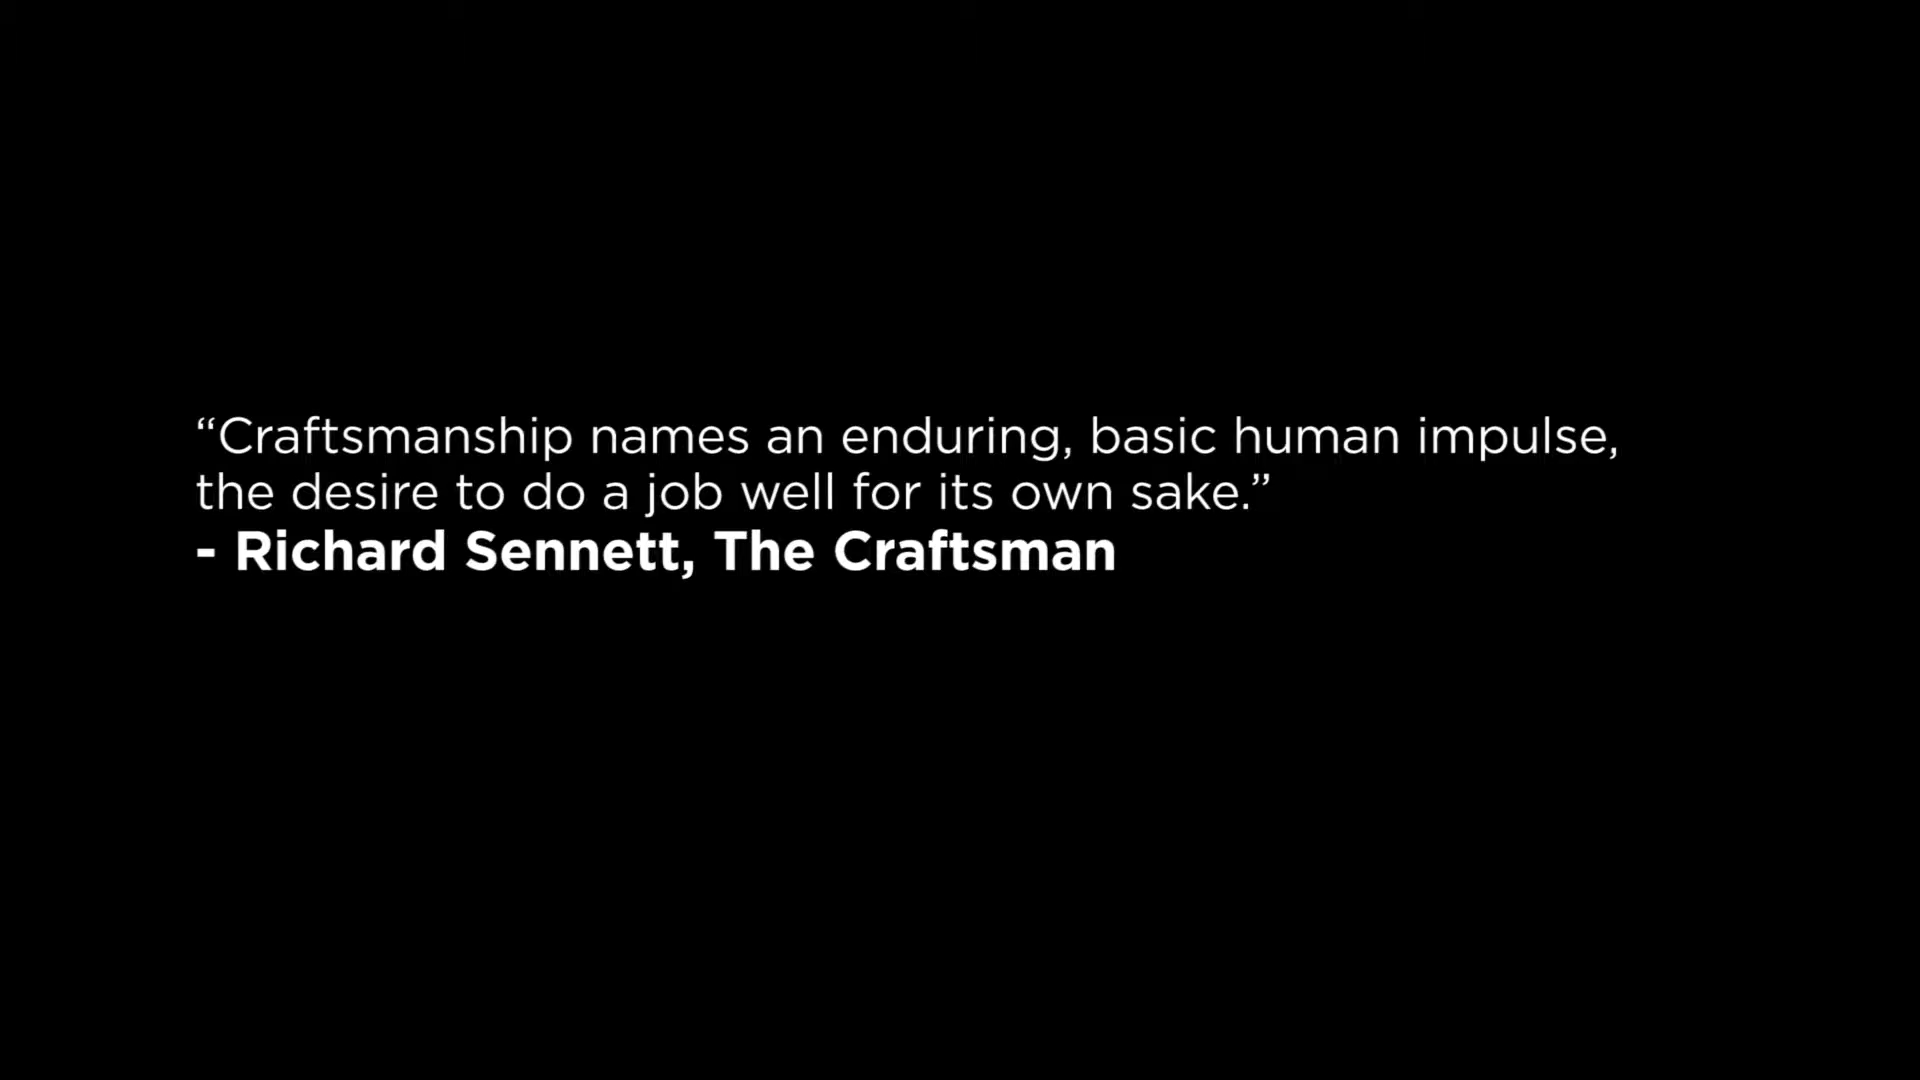 “Craftsmanship names an enduring, basic human impulse,
the desire to do a job well for its own sake.”
- Richard Sennett, The Craftsman